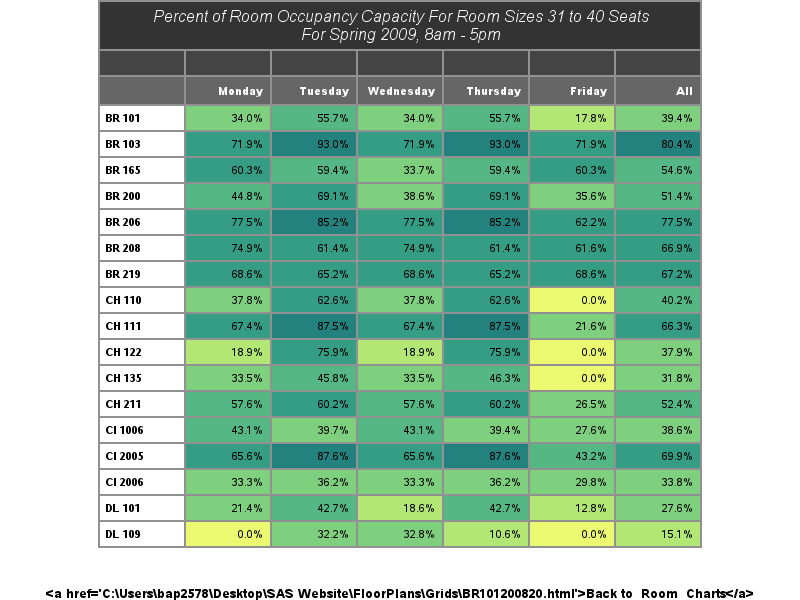 Percent of Room Occupancy Capacity For Room Sizes 31 to 40 Seats
For Spring 2009, 8am - 5pm
Monday Tuesday Wednesday Thursday Friday All
BR 101 34.0% 55.7% 34.0% 55.7% 17.8% 39.4%
BR 103 71.9% 93.0% 71.9% 93.0% 71.9% 80.4%
BR 165 60.3% 59.4% 33.7% 59.4% 60.3% 54.6%
BR 200 44.8% 69.1% 38.6% 69.1% 35.6% 51.4%
BR 206 77.5% 85.2% 77.5% 85.2% 62.2% 77.5%
BR 208 74.9% 61.4% 74.9% 61.4% 61.6% 66.9%
BR 219 68.6% 65.2% 68.6% 65.2% 68.6% 67.2%
CH 110 37.8% 62.6% 37.8% 62.6% 0.0% 40.2%
CH 111 67.4% 87.5% 67.4% 87.5% 21.6% 66.3%
CH 122 18.9% 75.9% 18.9% 75.9% 0.0% 37.9%
CH 135 33.5% 45.8% 33.5% 46.3% 0.0% 31.8%
CH 211 57.6% 60.2% 57.6% 60.2% 26.5% 52.4%
CI 1006 43.1% 39.7% 43.1% 39.4% 27.6% 38.6%
CI 2005 65.6% 87.6% 65.6% 87.6% 43.2% 69.9%
CI 2006 33.3% 36.2% 33.3% 36.2% 29.8% 33.8%
DL 101 21.4% 42.7% 18.6% 42.7% 12.8% 27.6%
DL 109 0.0% 32.2% 32.8% 10.6% 0.0% 15.1%
<a href='C:\Users\bap2578\Desktop\SAS Website\FloorPlans\Grids\BR101200820.html'>Back to Room Charts</a>